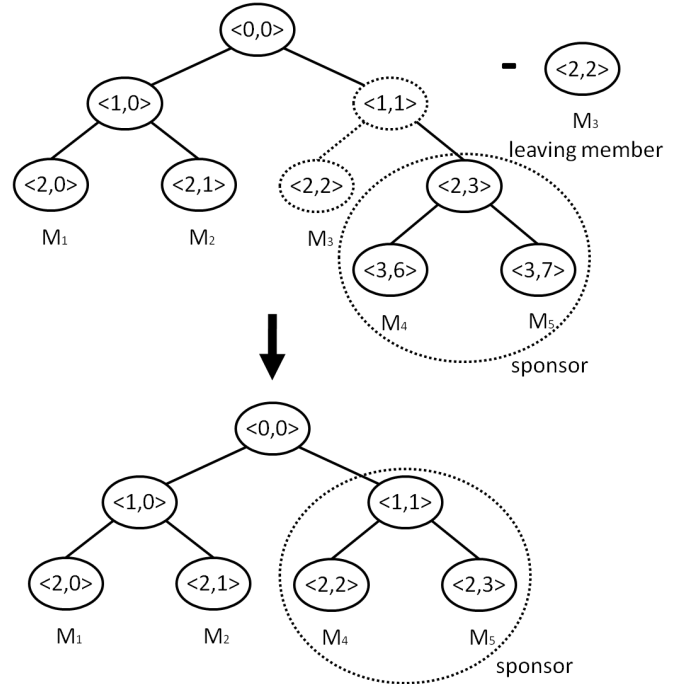 <0,0>
<1,0> <1,1> - <2,2>
M₃
leaving member
<2,0> <2,1> <2,2> <2,3>
M₁ M₂ M₃
<3,6> <3,7>
M₄ M₅
sponsor
<0,0>
<1,0> <1,1>
<2,0> <2,1> <2,2> <2,3>
M₁ M₂ M₄ M₅
sponsor